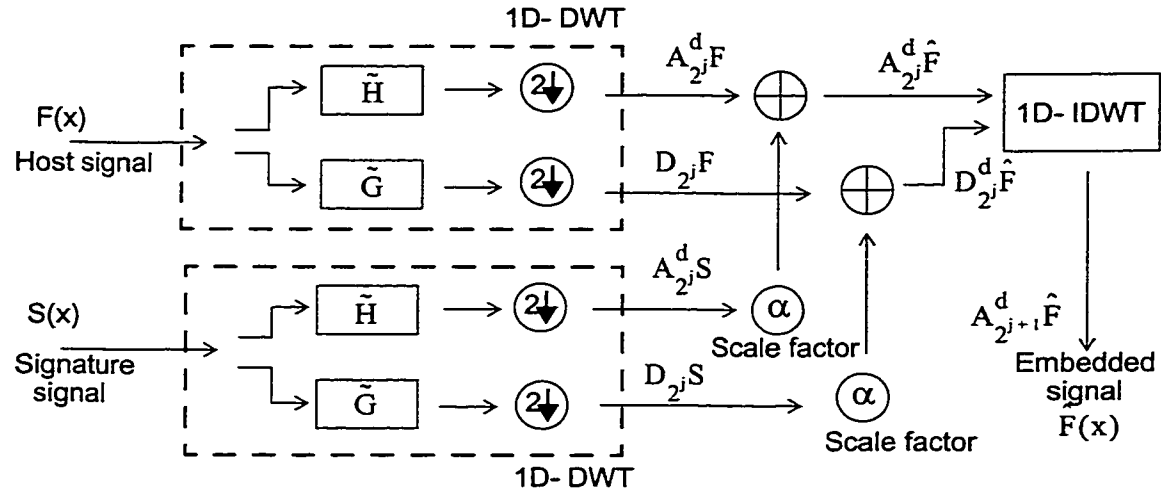 1D- DWT
F(x)
Host signal
H̃
2
G̃
2
A^d_{2^j}F
D_{2^j}F
A^d_{2^j}F̂
D^d_{2^j}F̂
1D- IDWT
S(x)
Signature
signal
H̃
2
G̃
2
A^d_{2^j}S
D_{2^j}S
α
Scale factor
α
Scale factor
A^d_{2^{j+1}}F̂
Embedded
signal
F̂(x)
1D- DWT